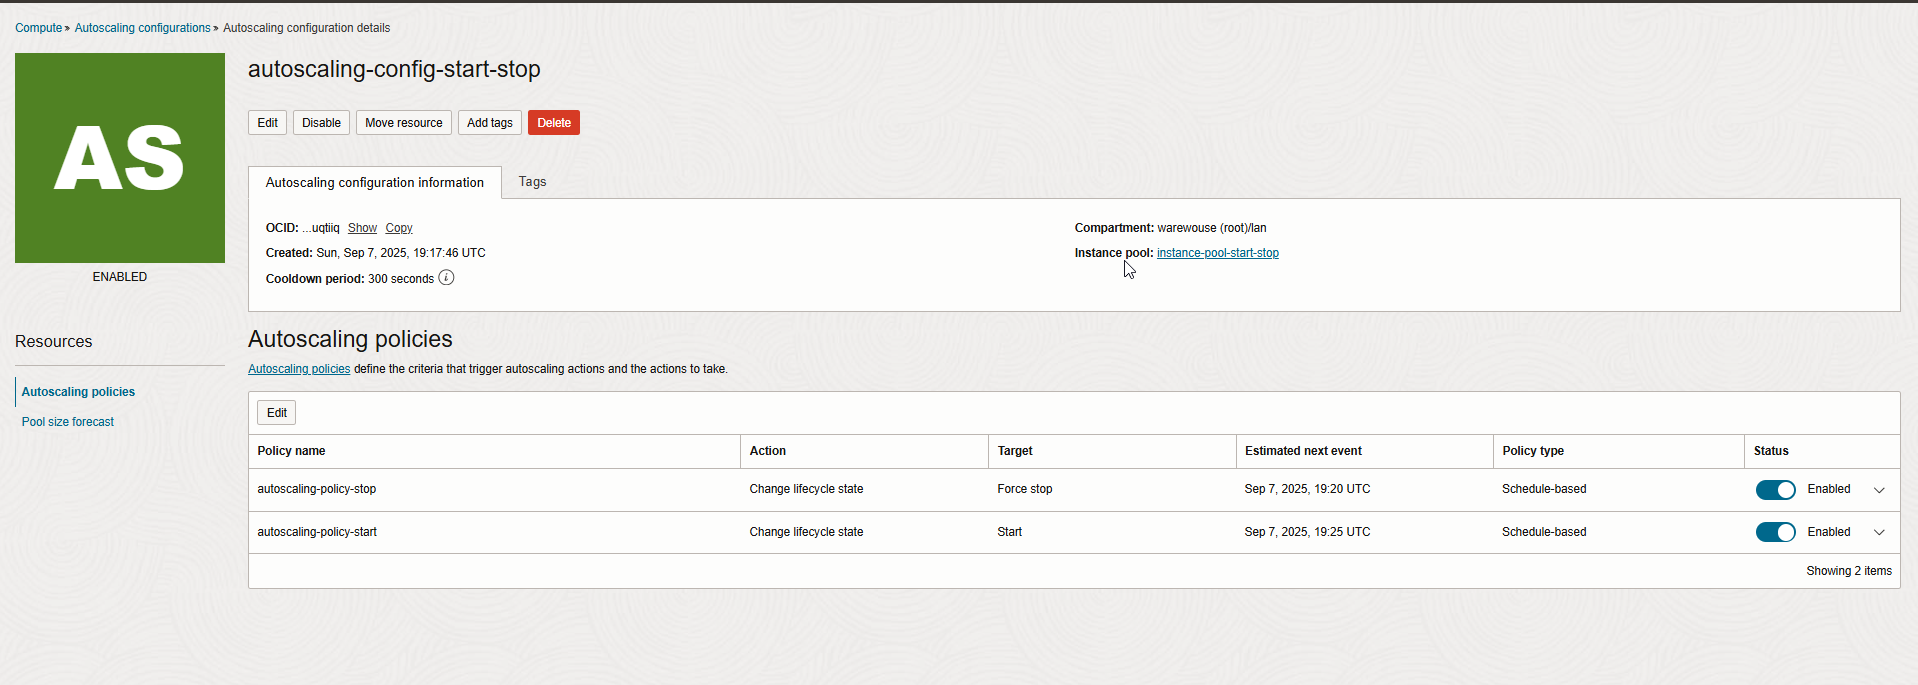 Compute » Autoscaling configurations » Autoscaling configuration details
AS
ENABLED
autoscaling-config-start-stop
Edit Disable Move resource Add tags Delete
Autoscaling configuration information Tags
OCID: ...uqtiiq Show Copy
Created: Sun, Sep 7, 2025, 19:17:46 UTC
Cooldown period: 300 seconds i
Compartment: warewouse (root)/lan
Instance pool: instance-pool-start-stop
Resources
Autoscaling policies
Pool size forecast
Autoscaling policies
Autoscaling policies define the criteria that trigger autoscaling actions and the actions to take.
Edit
Policy name Action Target Estimated next event Policy type Status
autoscaling-policy-stop Change lifecycle state Force stop Sep 7, 2025, 19:20 UTC Schedule-based Enabled
autoscaling-policy-start Change lifecycle state Start Sep 7, 2025, 19:25 UTC Schedule-based Enabled
Showing 2 items